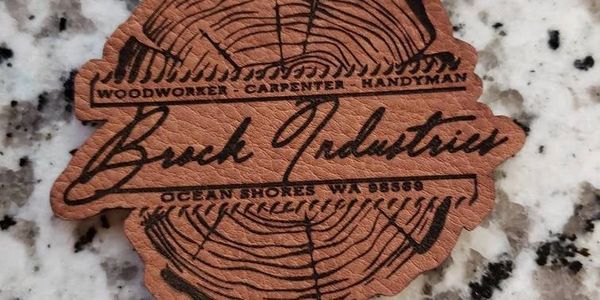 WOODWORKER - CARPENTER - HANDYMAN
Brock Industries
OCEAN SHORES WA 98569